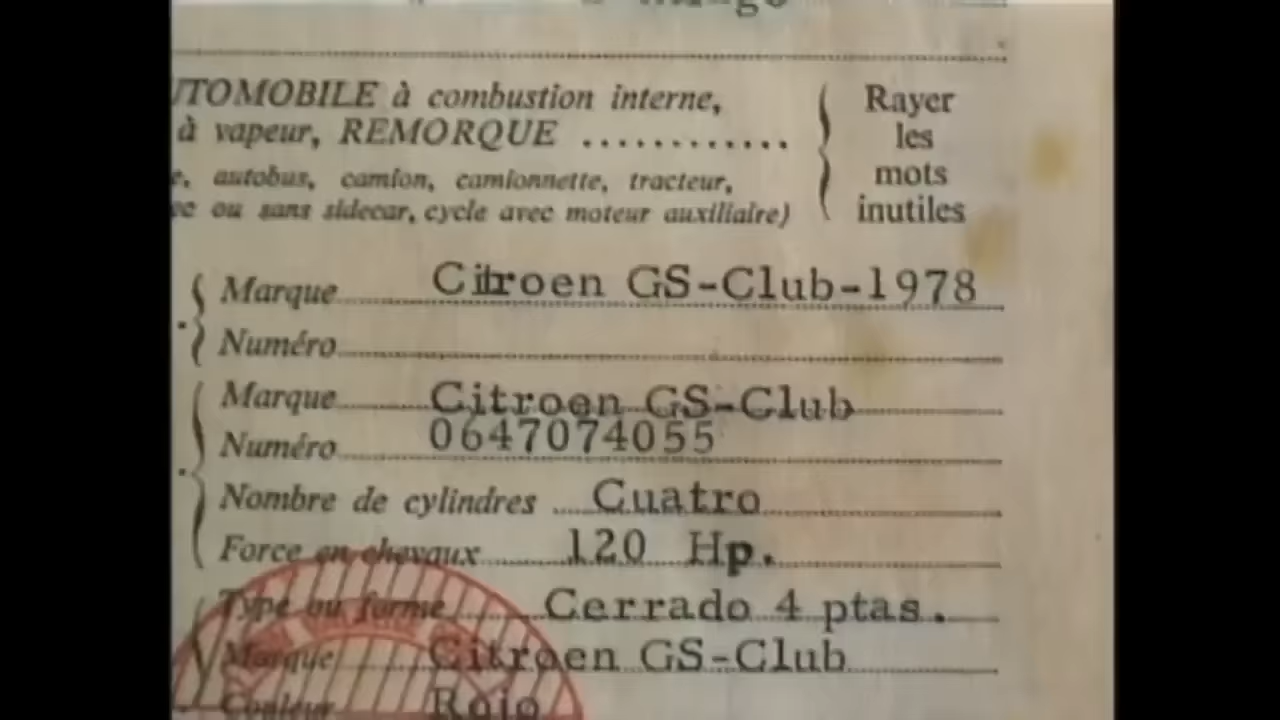 UTOMOBILE à combustion interne,
à vapeur, REMORQUE ............
e, autobus, camion, camionnette, tracteur,
ec ou sans sidecar, cycle avec moteur auxiliaire)
Rayer
les
mots
inutiles
Marque Citroen GS-Club-1978
Numéro
Marque Citroen GS-Club
Numéro 0647074055
Nombre de cylindres Cuatro
Force en chevaux 120 Hp.
Type ou forme Cerrado 4 ptas.
Marque Citroen GS-Club
Couleur Rojo